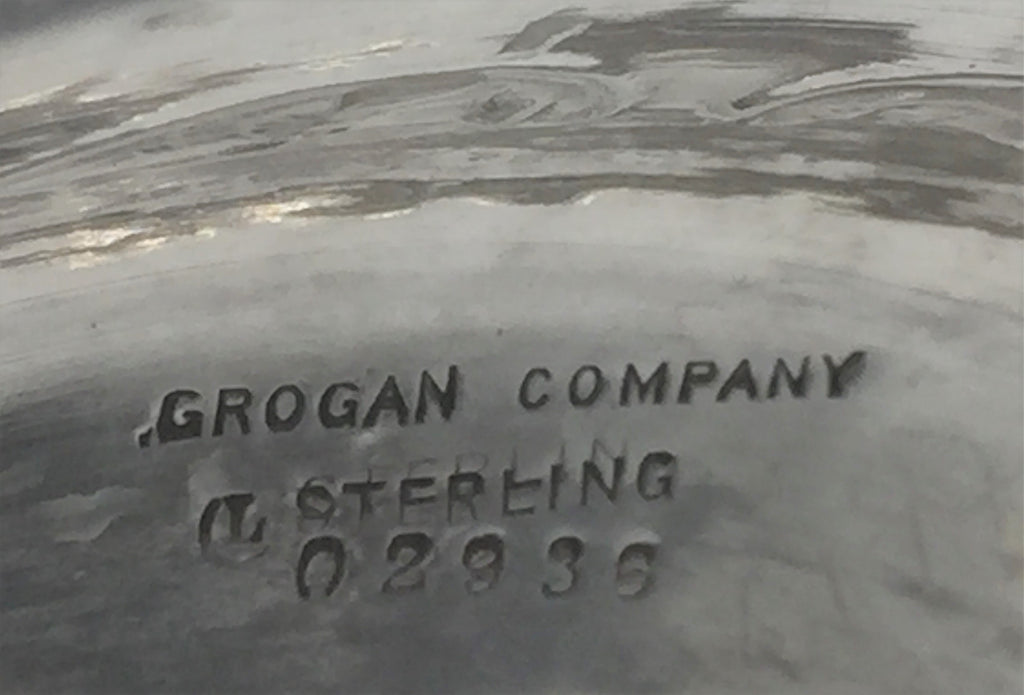 GROGAN COMPANY
STERLING
02936